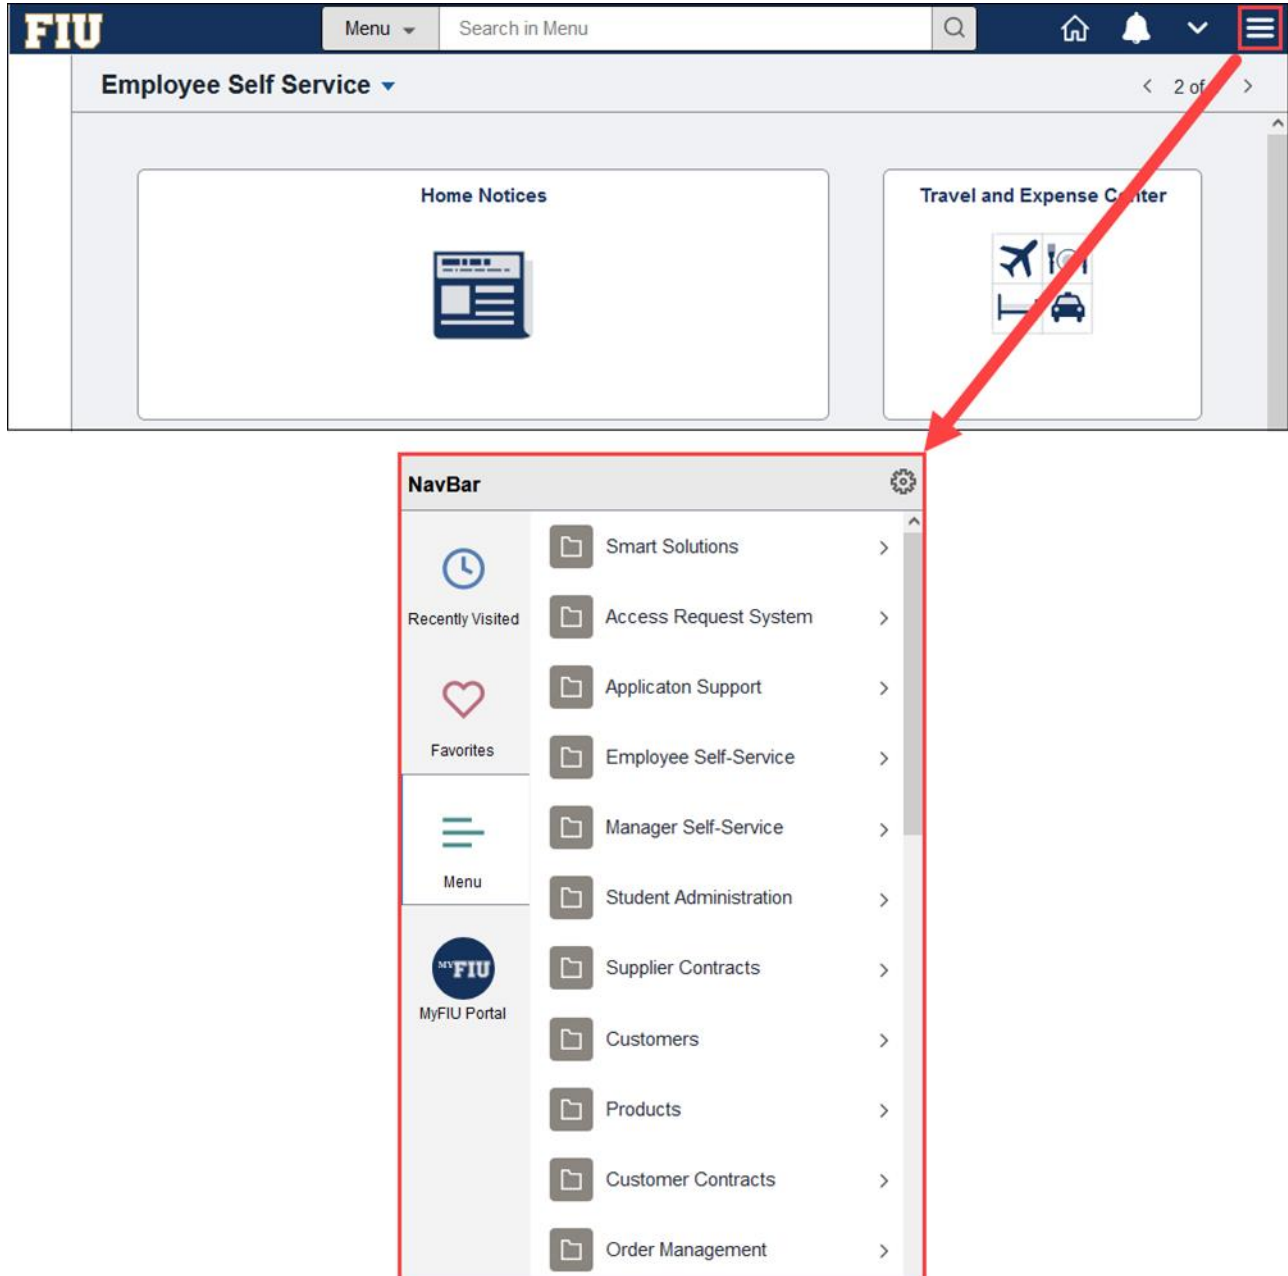 FIU
Menu
Search in Menu
Employee Self Service
2 of
Home Notices
Travel and Expense Center
NavBar
Recently Visited
Favorites
Menu
MYFIU
MyFIU Portal
Smart Solutions
Access Request System
Applicaton Support
Employee Self-Service
Manager Self-Service
Student Administration
Supplier Contracts
Customers
Products
Customer Contracts
Order Management